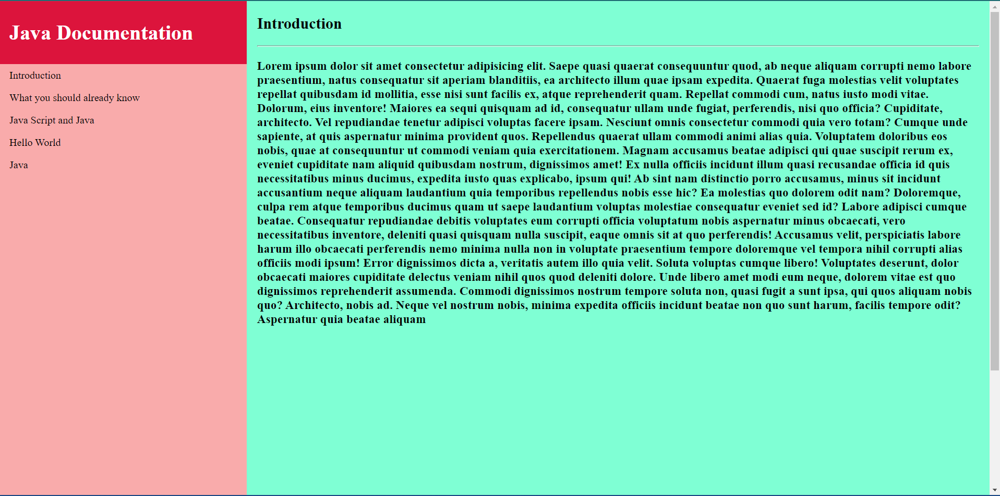 Java Documentation
Introduction
What you should already know
Java Script and Java
Hello World
Java
Introduction
Lorem ipsum dolor sit amet consectetur adipisicing elit. Saepe quasi quaerat consequuntur quod, ab neque aliquam corrupti nemo labore
praesentium, natus consequatur sit aperiam blanditiis, ea architecto illum quae ipsam expedita. Quaerat fuga molestias velit voluptates
repellat quibusdam id mollitia, esse nisi sunt facilis ex, atque reprehenderit quam. Repellat commodi cum, natus iusto modi vitae.
Dolorum, eius inventore! Maiores ea sequi quisquam ad id, consequatur ullam unde fugiat, perferendis, nisi quo officia? Cupiditate,
architecto. Vel repudiandae tenetur adipisci voluptas facere ipsam. Nesciunt omnis consectetur commodi quia vero totam? Cumque unde
sapiente, at quis aspernatur minima provident quos. Repellendus quaerat ullam commodi animi alias quia. Voluptatem doloribus eos
nobis, quae at consequuntur ut commodi veniam quia exercitationem. Magnam accusamus beatae adipisci qui quae suscipit rerum ex,
eveniet cupiditate nam aliquid quibusdam nostrum, dignissimos amet! Ex nulla officiis incidunt illum quasi recusandae officia id quis
necessitatibus minus ducimus, expedita iusto quas explicabo, ipsum qui! Ab sint nam distinctio porro accusamus, minus sit incidunt
accusantium neque aliquam laudantium quia temporibus repellendus nobis esse hic? Ea molestias quo dolorem odit nam? Doloremque,
culpa rem atque temporibus ducimus quam ut saepe laudantium voluptas molestiae consequatur eveniet sed id? Labore adipisci cumque
beatae. Consequatur repudiandae debitis voluptates eum corrupti officia voluptatum nobis aspernatur minus obcaecati, vero
necessitatibus inventore, deleniti quasi quisquam nulla suscipit, eaque omnis sit at quo perferendis! Accusamus velit, perspiciatis labore
harum illo obcaecati perferendis nemo minima nulla non in voluptate praesentium tempore doloremque vel tempora nihil corrupti alias
officiis modi ipsum! Error dignissimos dicta a, veritatis autem illo quia velit. Soluta voluptas cumque libero! Voluptates deserunt, dolor
obcaecati maiores cupiditate delectus veniam nihil quos quod deleniti dolore. Unde libero amet modi eum neque, dolorem vitae est quo
dignissimos reprehenderit assumenda. Commodi dignissimos nostrum tempore soluta non, quasi fugit a sunt ipsa, qui quos aliquam nobis
quo? Architecto, nobis ad. Neque vel nostrum nobis, minima expedita officiis incidunt beatae non quo sunt harum, facilis tempore odit?
Aspernatur quia beatae aliquam